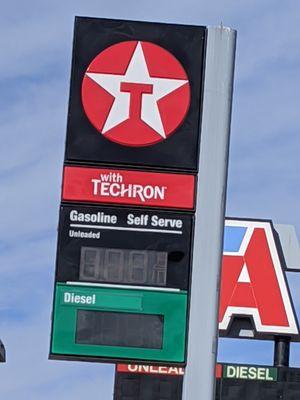 T
with
TECHRON
Gasoline Self Serve
Unleaded
Diesel
A
DIESEL